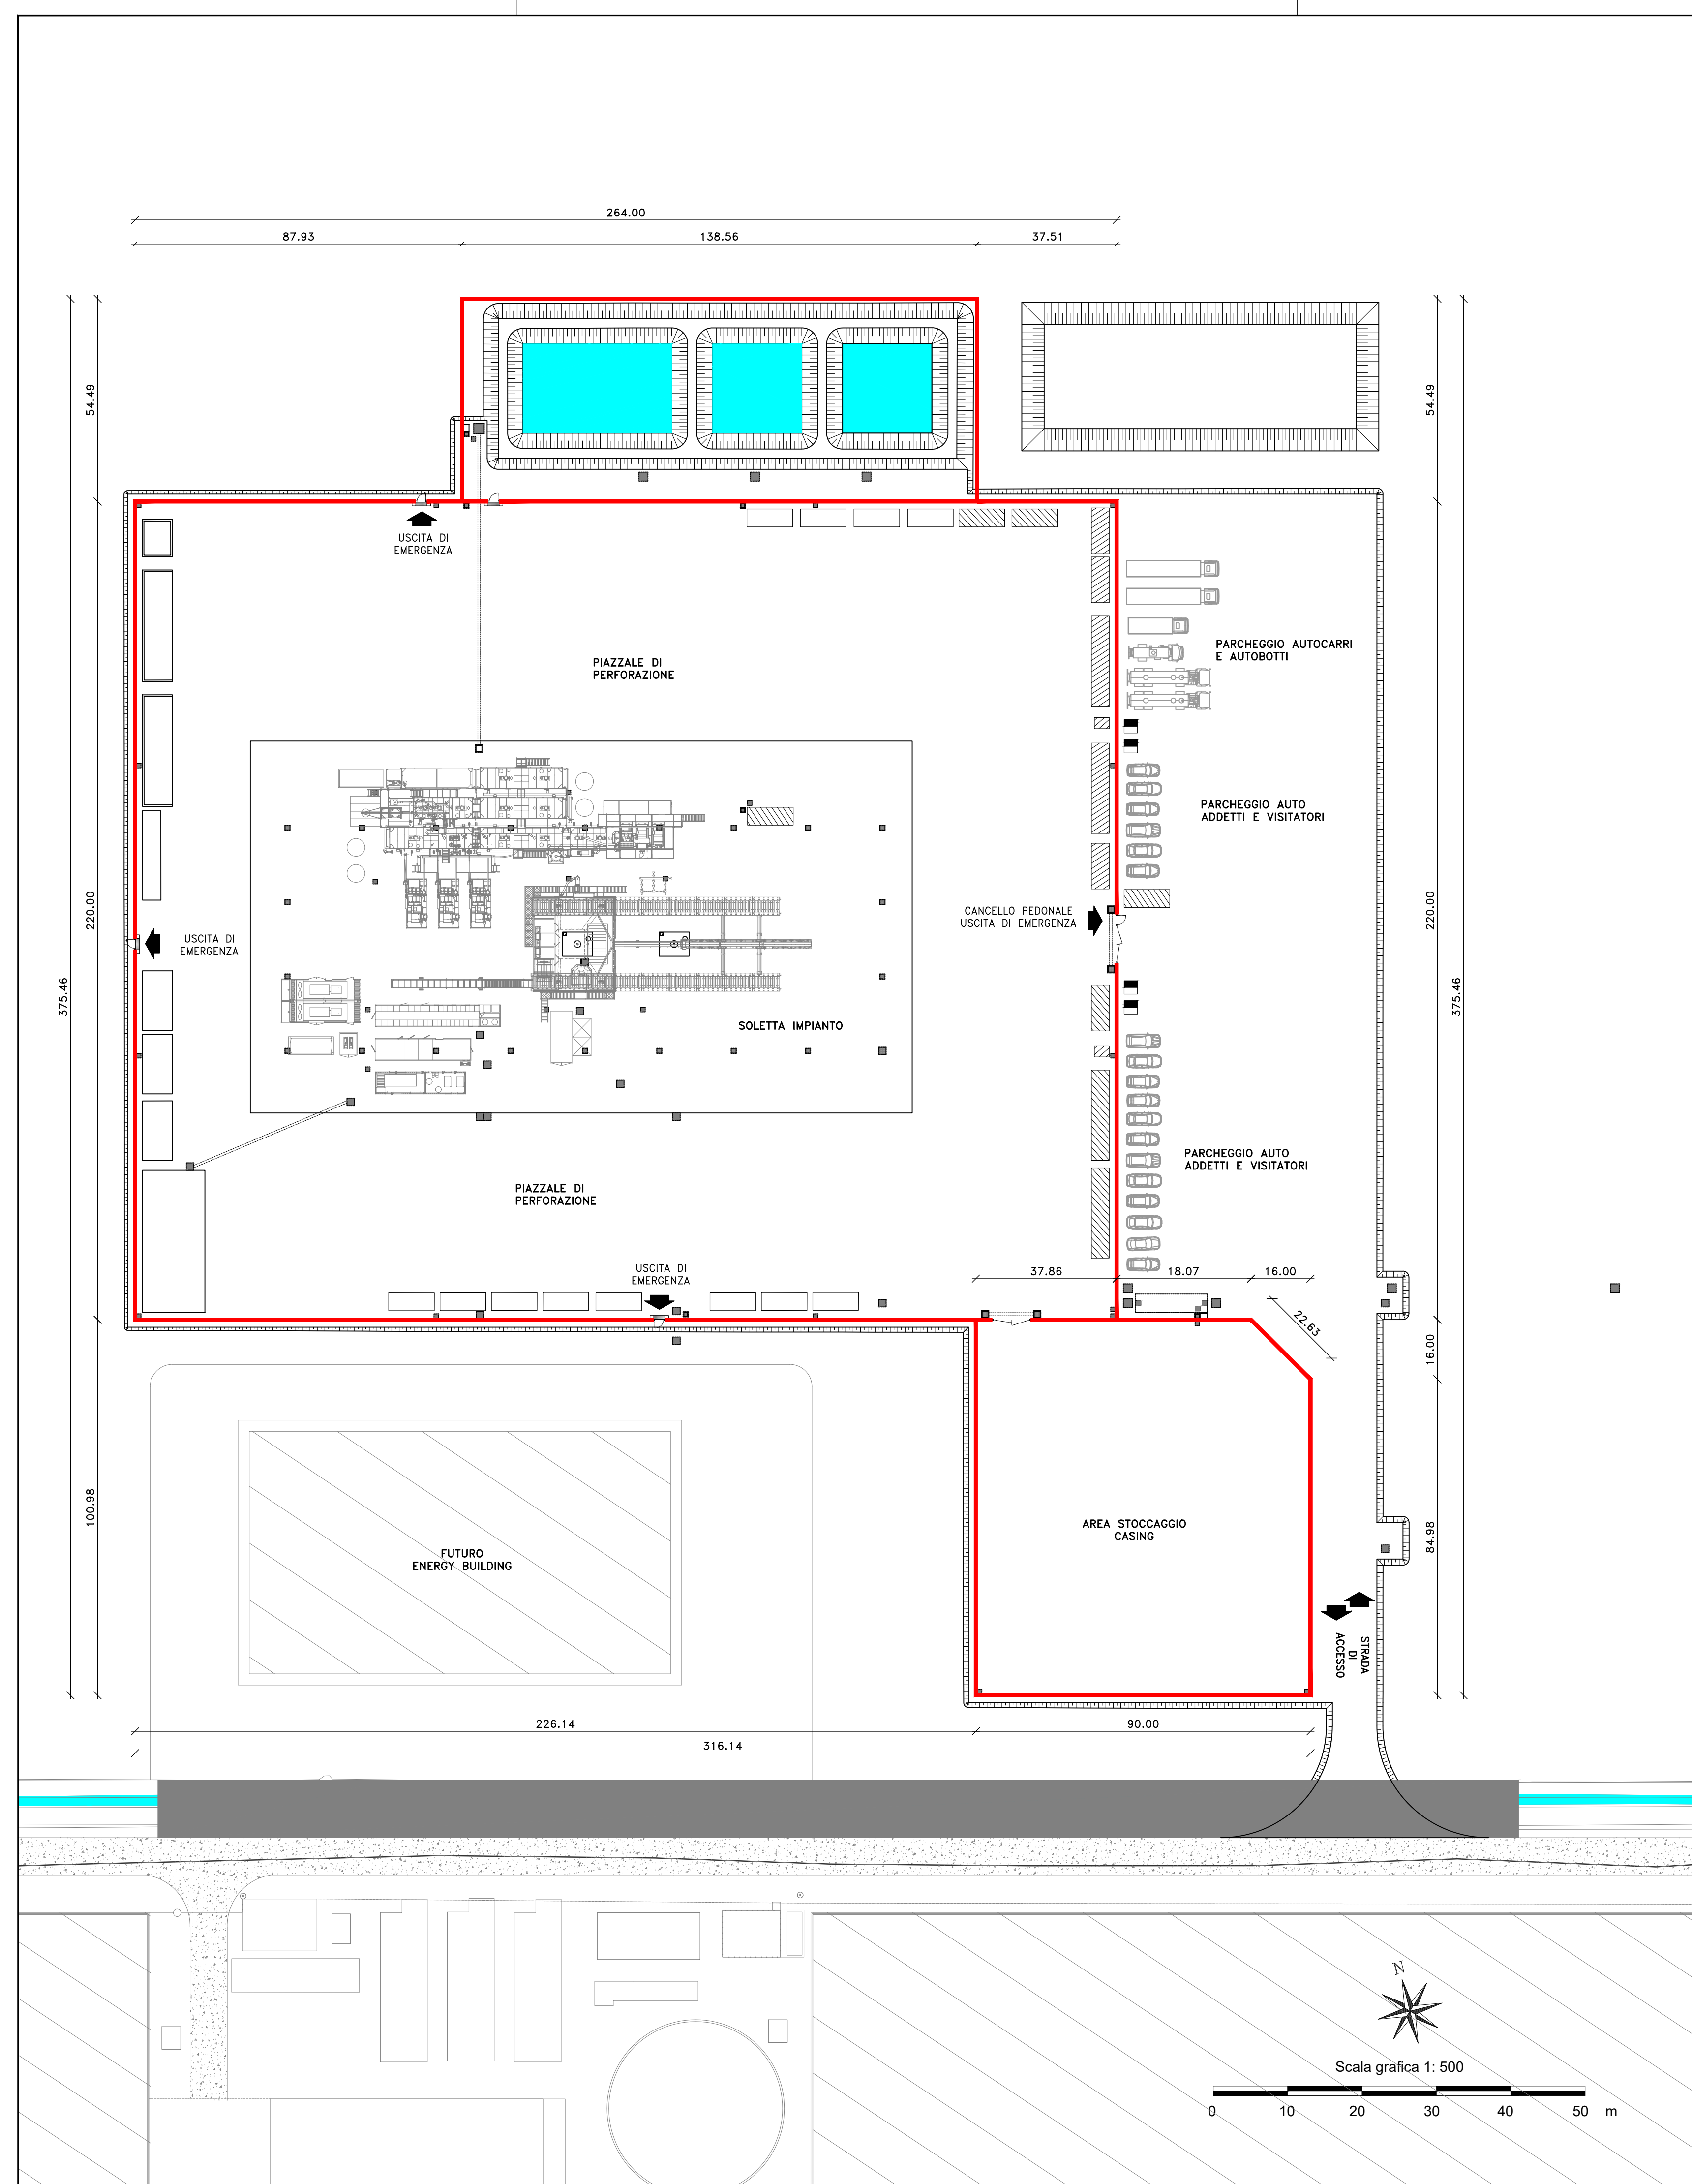 264.00
87.93
138.56
37.51
54.49
54.49
USCITA DI
EMERGENZA
PIAZZALE DI
PERFORAZIONE
PARCHEGGIO AUTOCARRI
E AUTOBOTTI
PARCHEGGIO AUTO
ADDETTI E VISITATORI
220.00
220.00
CANCELLO PEDONALE
USCITA DI EMERGENZA
USCITA DI
EMERGENZA
375.46
375.46
SOLETTA IMPIANTO
PARCHEGGIO AUTO
ADDETTI E VISITATORI
PIAZZALE DI
PERFORAZIONE
USCITA DI
EMERGENZA
37.86
18.07
16.00
22.63
16.00
100.98
84.98
AREA STOCCAGGIO
CASING
FUTURO
ENERGY BUILDING
STRADA
DI
ACCESSO
226.14
90.00
316.14
N
Scala grafica 1: 500
0 10 20 30 40 50 m